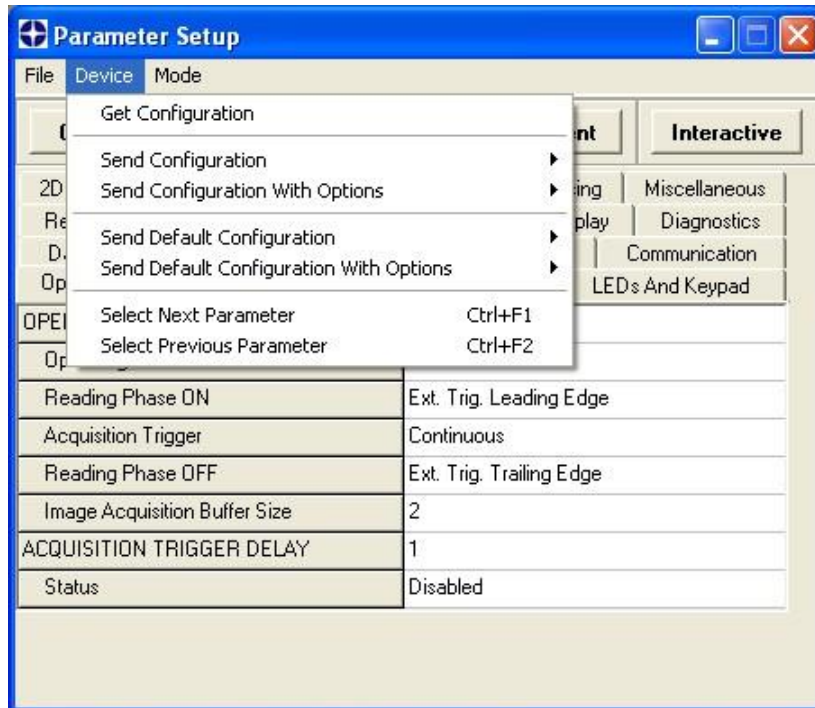 Parameter Setup
File Device Mode
Get Configuration
Interactive
Send Configuration
Send Configuration With Options
2D
Miscellaneous
Diagnostics
Send Default Configuration
Communication
Send Default Configuration With Options
LEDs And Keypad
Select Next Parameter Ctrl+F1
Select Previous Parameter Ctrl+F2
Reading Phase ON Ext. Trig. Leading Edge
Acquisition Trigger Continuous
Reading Phase OFF Ext. Trig. Trailing Edge
Image Acquisition Buffer Size 2
ACQUISITION TRIGGER DELAY 1
Status Disabled